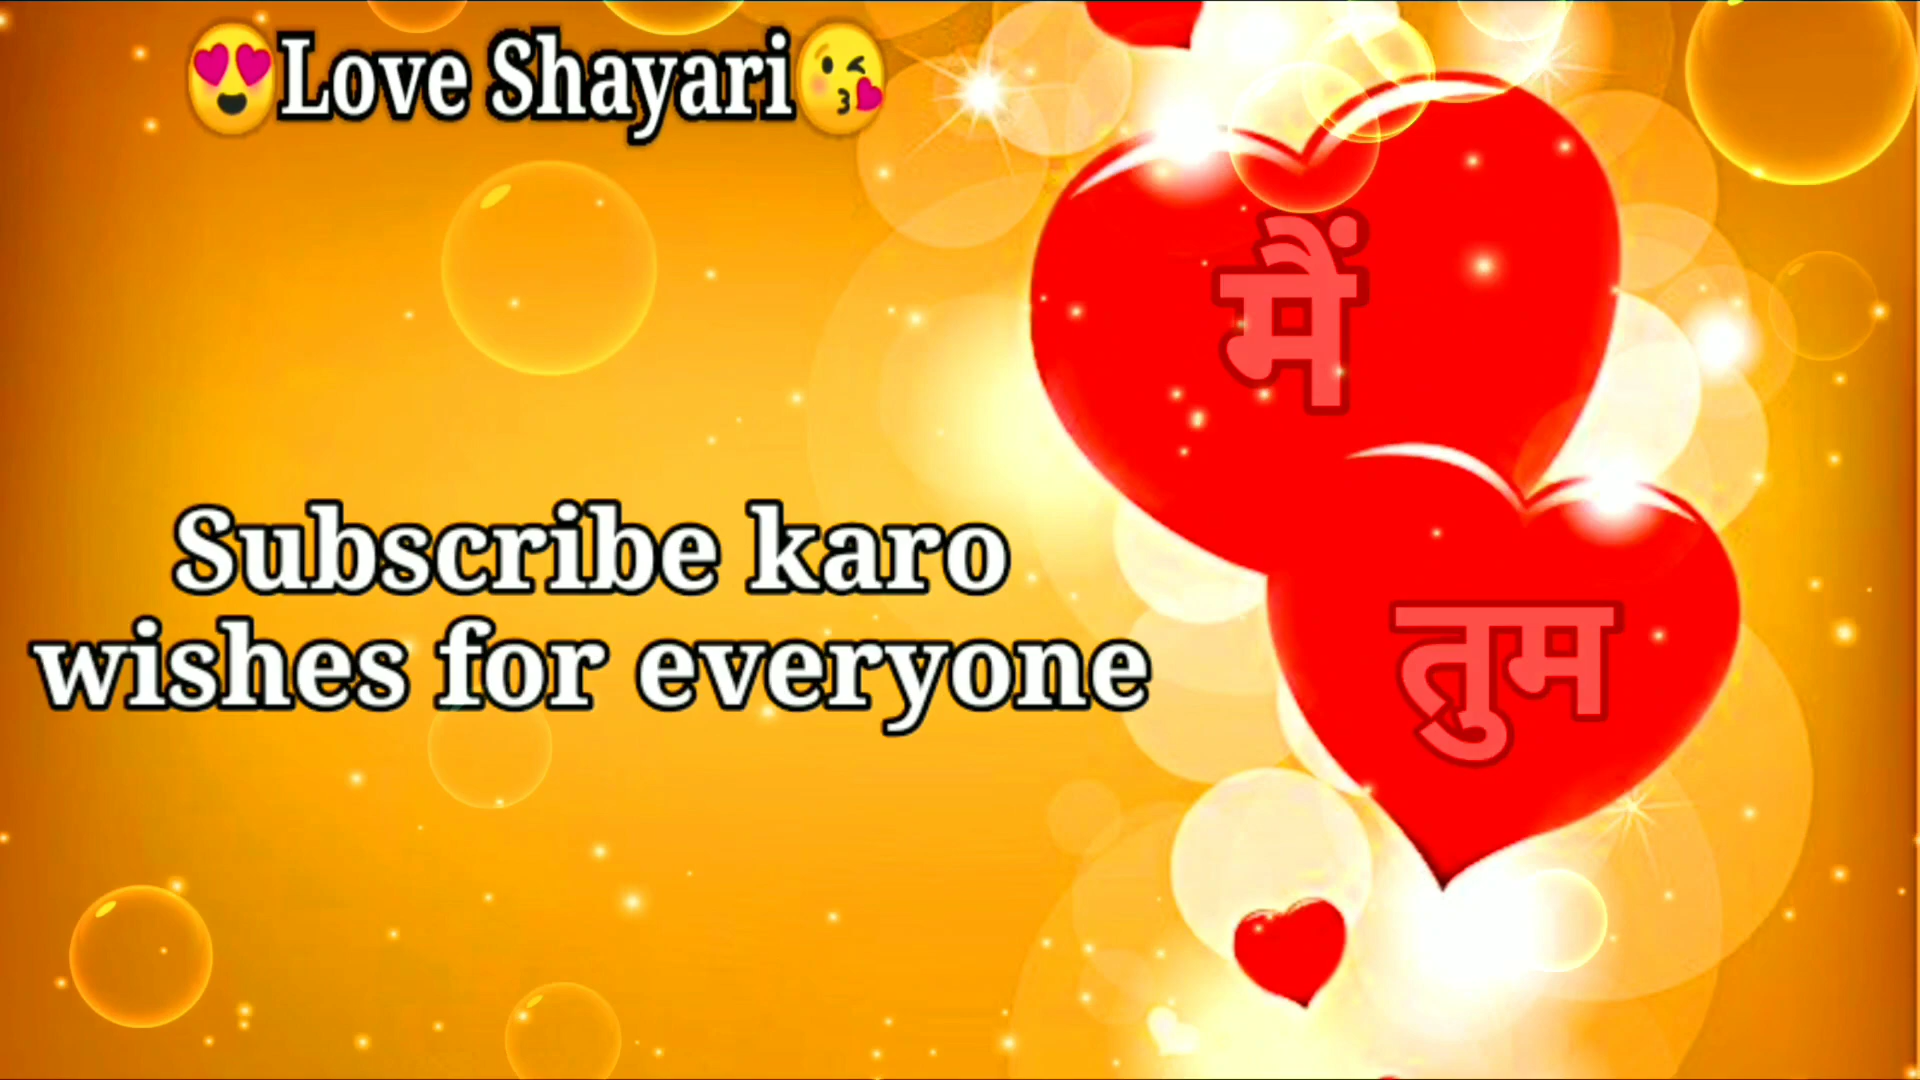 😍Love Shayari😘
मैं
Subscribe karo
wishes for everyone
तुम